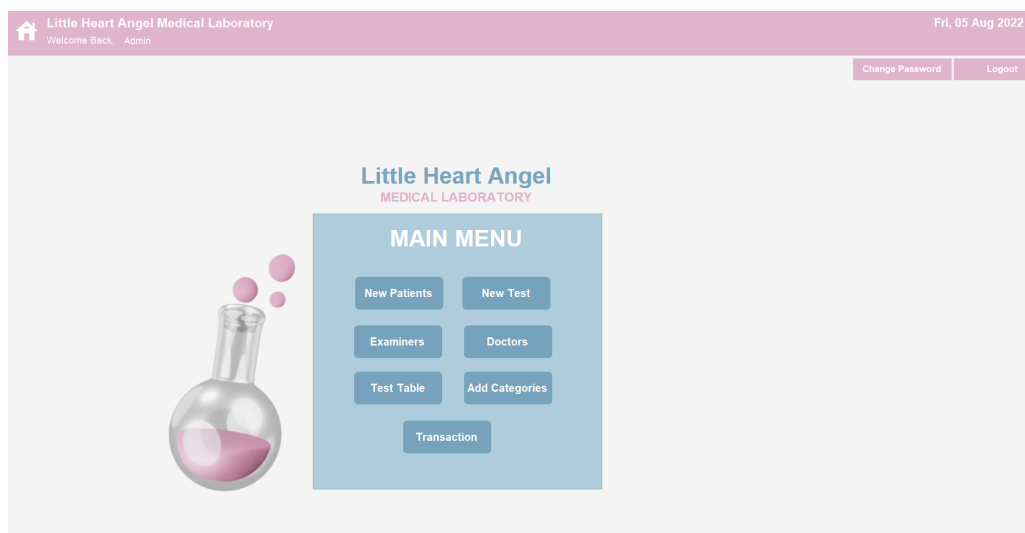 Little Heart Angel Medical Laboratory
Welcome Back, Admin
Fri, 05 Aug 2022
Change Password
Logout
Little Heart Angel
MEDICAL LABORATORY
MAIN MENU
New Patients
New Test
Examiners
Doctors
Test Table
Add Categories
Transaction